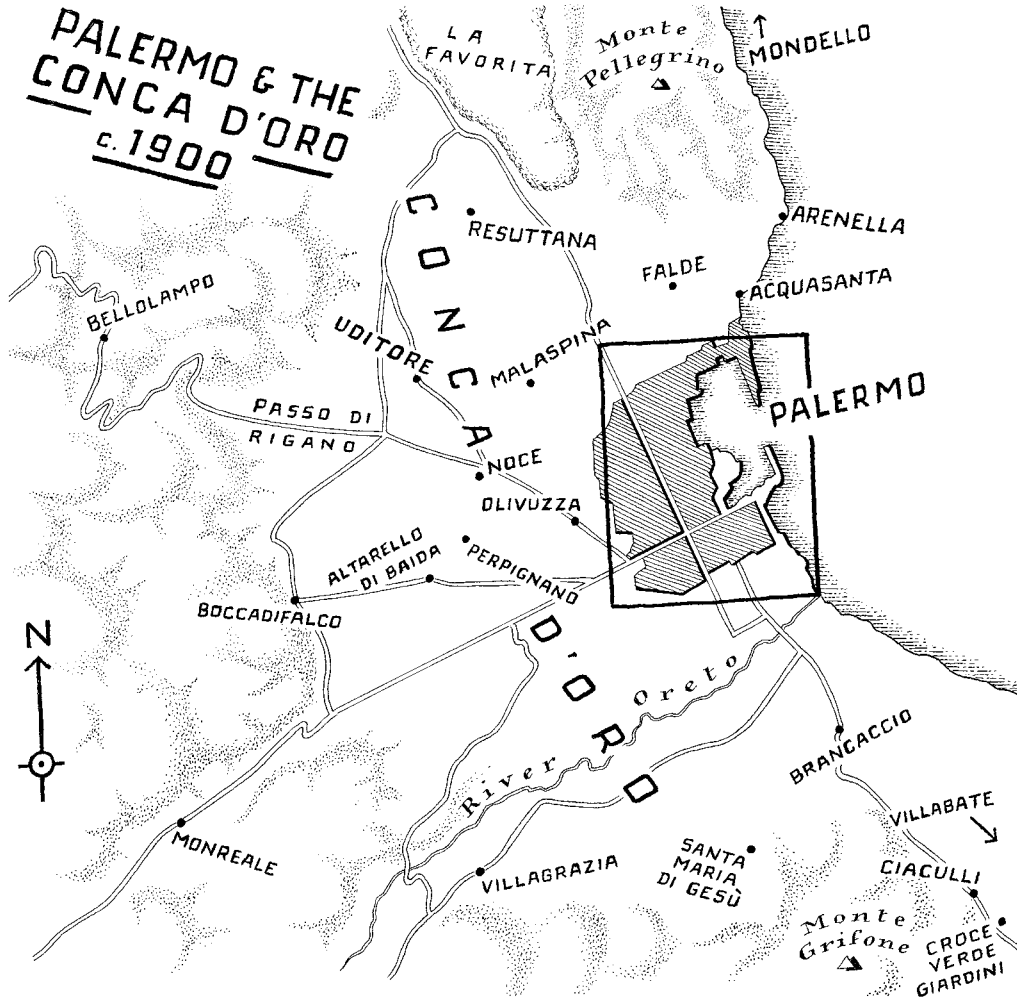 PALERMO & THE
CONCA D'ORO
c. 1900
LA
FAVORITA
Monte
Pellegrino
MONDELLO
CONCA
RESUTTANA
ARENELLA
FALDE
ACQUASANTA
BELLOLAMPO
UDITORE
MALASPINA
PALERMO
PASSO DI
RIGANO
NOCE
OLIVUZZA
ALTARELLO
DI BAIDA
PERPIGNANO
BOCCADIFALCO
N
D'ORO
River Oreto
BRANCACCIO
VILLABATE
MONREALE
VILLAGRAZIA
SANTA
MARIA
DI GESÙ
CIACULLI
Monte
Grifone
CROCE
VERDE
GIARDINI